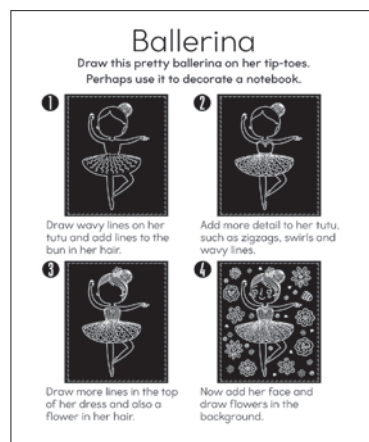 Ballerina
Draw this pretty ballerina on her tip-toes.
Perhaps use it to decorate a notebook.
1
2
Draw wavy lines on her
tutu and add lines to the
bun in her hair.
Add more detail to her tutu,
such as zigzags, swirls and
wavy lines.
3
4
Draw more lines in the top
of her dress and also a
flower in her hair.
Now add her face and
draw flowers in the
background.